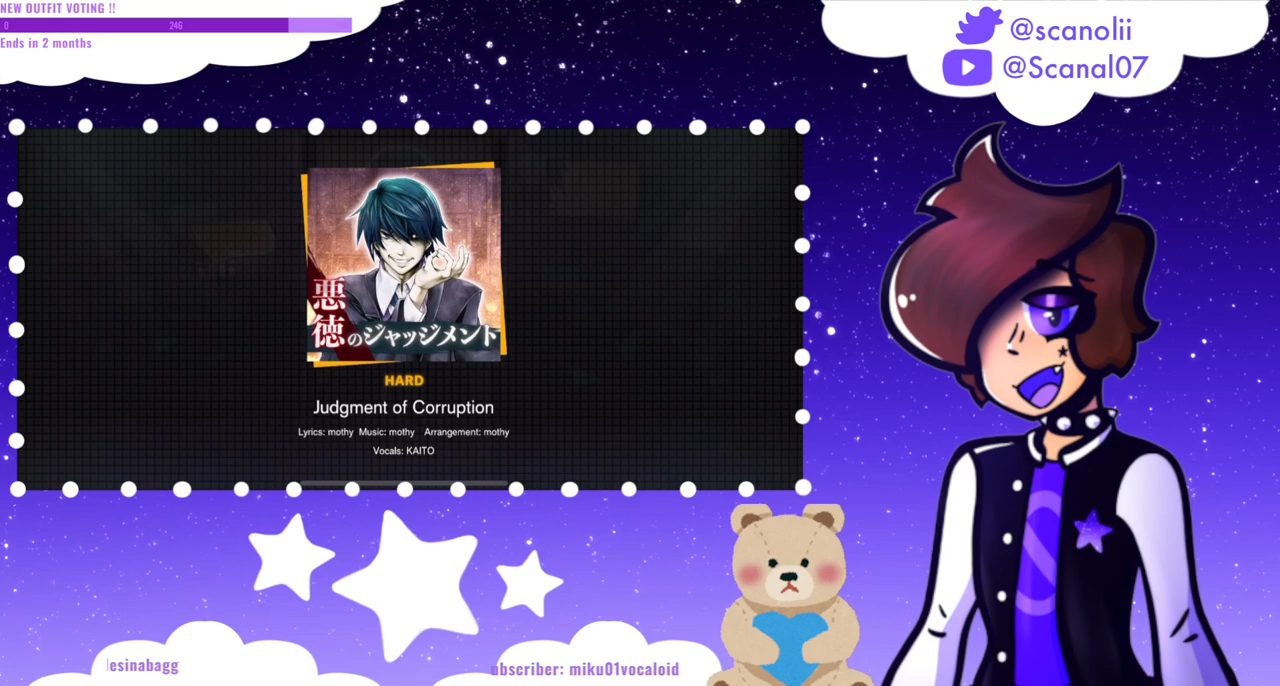 NEW OUTFIT VOTING !!
0 246
Ends in 2 months
@scanolii
@Scanal07
悪徳のジャッジメント
HARD
Judgment of Corruption
Lyrics: mothy Music: mothy Arrangement: mothy
Vocals: KAITO
esinabagg
ubscriber: miku01vocaloid